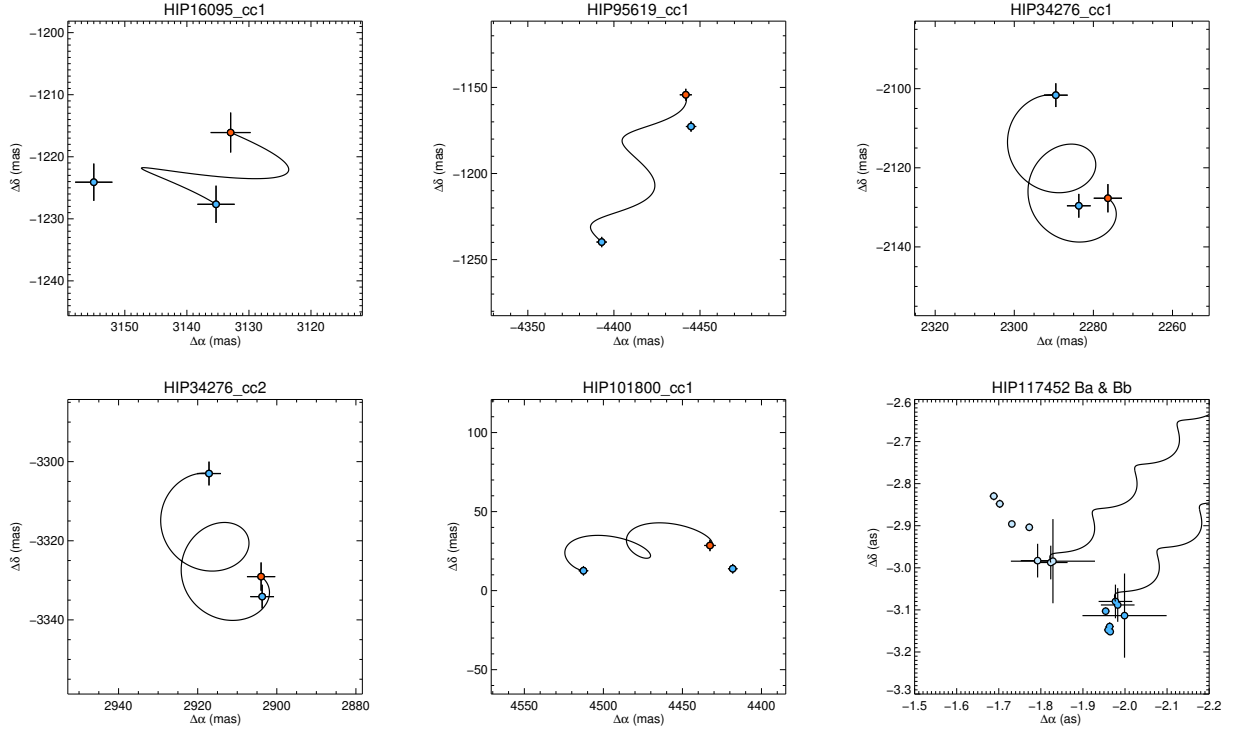 HIP16095_cc1
HIP95619_cc1
HIP34276_cc1
−1200
−1210
−1220
−1230
−1240
Δδ (mas)
3150
3140
3130
3120
Δα (mas)
−1150
−1200
−1250
Δδ (mas)
−4350
−4400
−4450
Δα (mas)
−2100
−2120
−2140
Δδ (mas)
2320
2300
2280
2260
Δα (mas)
HIP34276_cc2
HIP101800_cc1
HIP117452 Ba & Bb
−3300
−3320
−3340
Δδ (mas)
2940
2920
2900
2880
Δα (mas)
100
50
0
−50
Δδ (mas)
4550
4500
4450
4400
Δα (mas)
−2.6
−2.7
−2.8
−2.9
−3.0
−3.1
−3.2
−3.3
Δδ (as)
−1.5
−1.6
−1.7
−1.8
−1.9
−2.0
−2.1
−2.2
Δα (as)